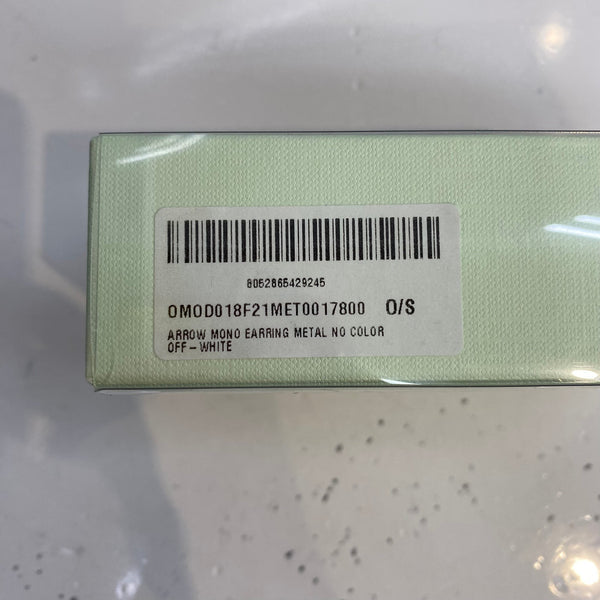 8052865429245
OMOD018F21MET0017800 O/S
ARROW MONO EARRING METAL NO COLOR
OFF-WHITE